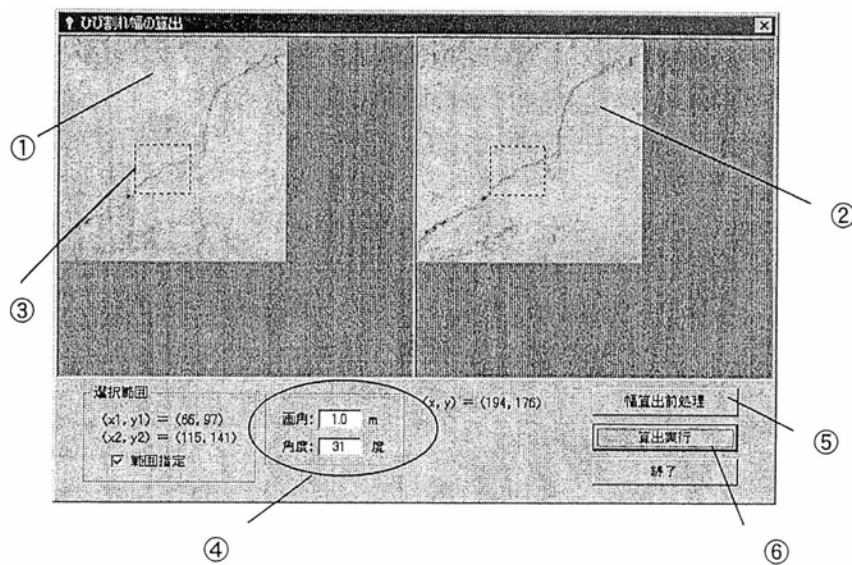 ひび割れ幅の算出
①
②
③
選択範囲
(x1,y1) = (66,97)
(x2,y2) = (115,141)
範囲指定
画角: 1.0 m
角度: 31 度
(x,y) = (194,176)
幅算出前処理
算出実行
終了
④
⑤
⑥